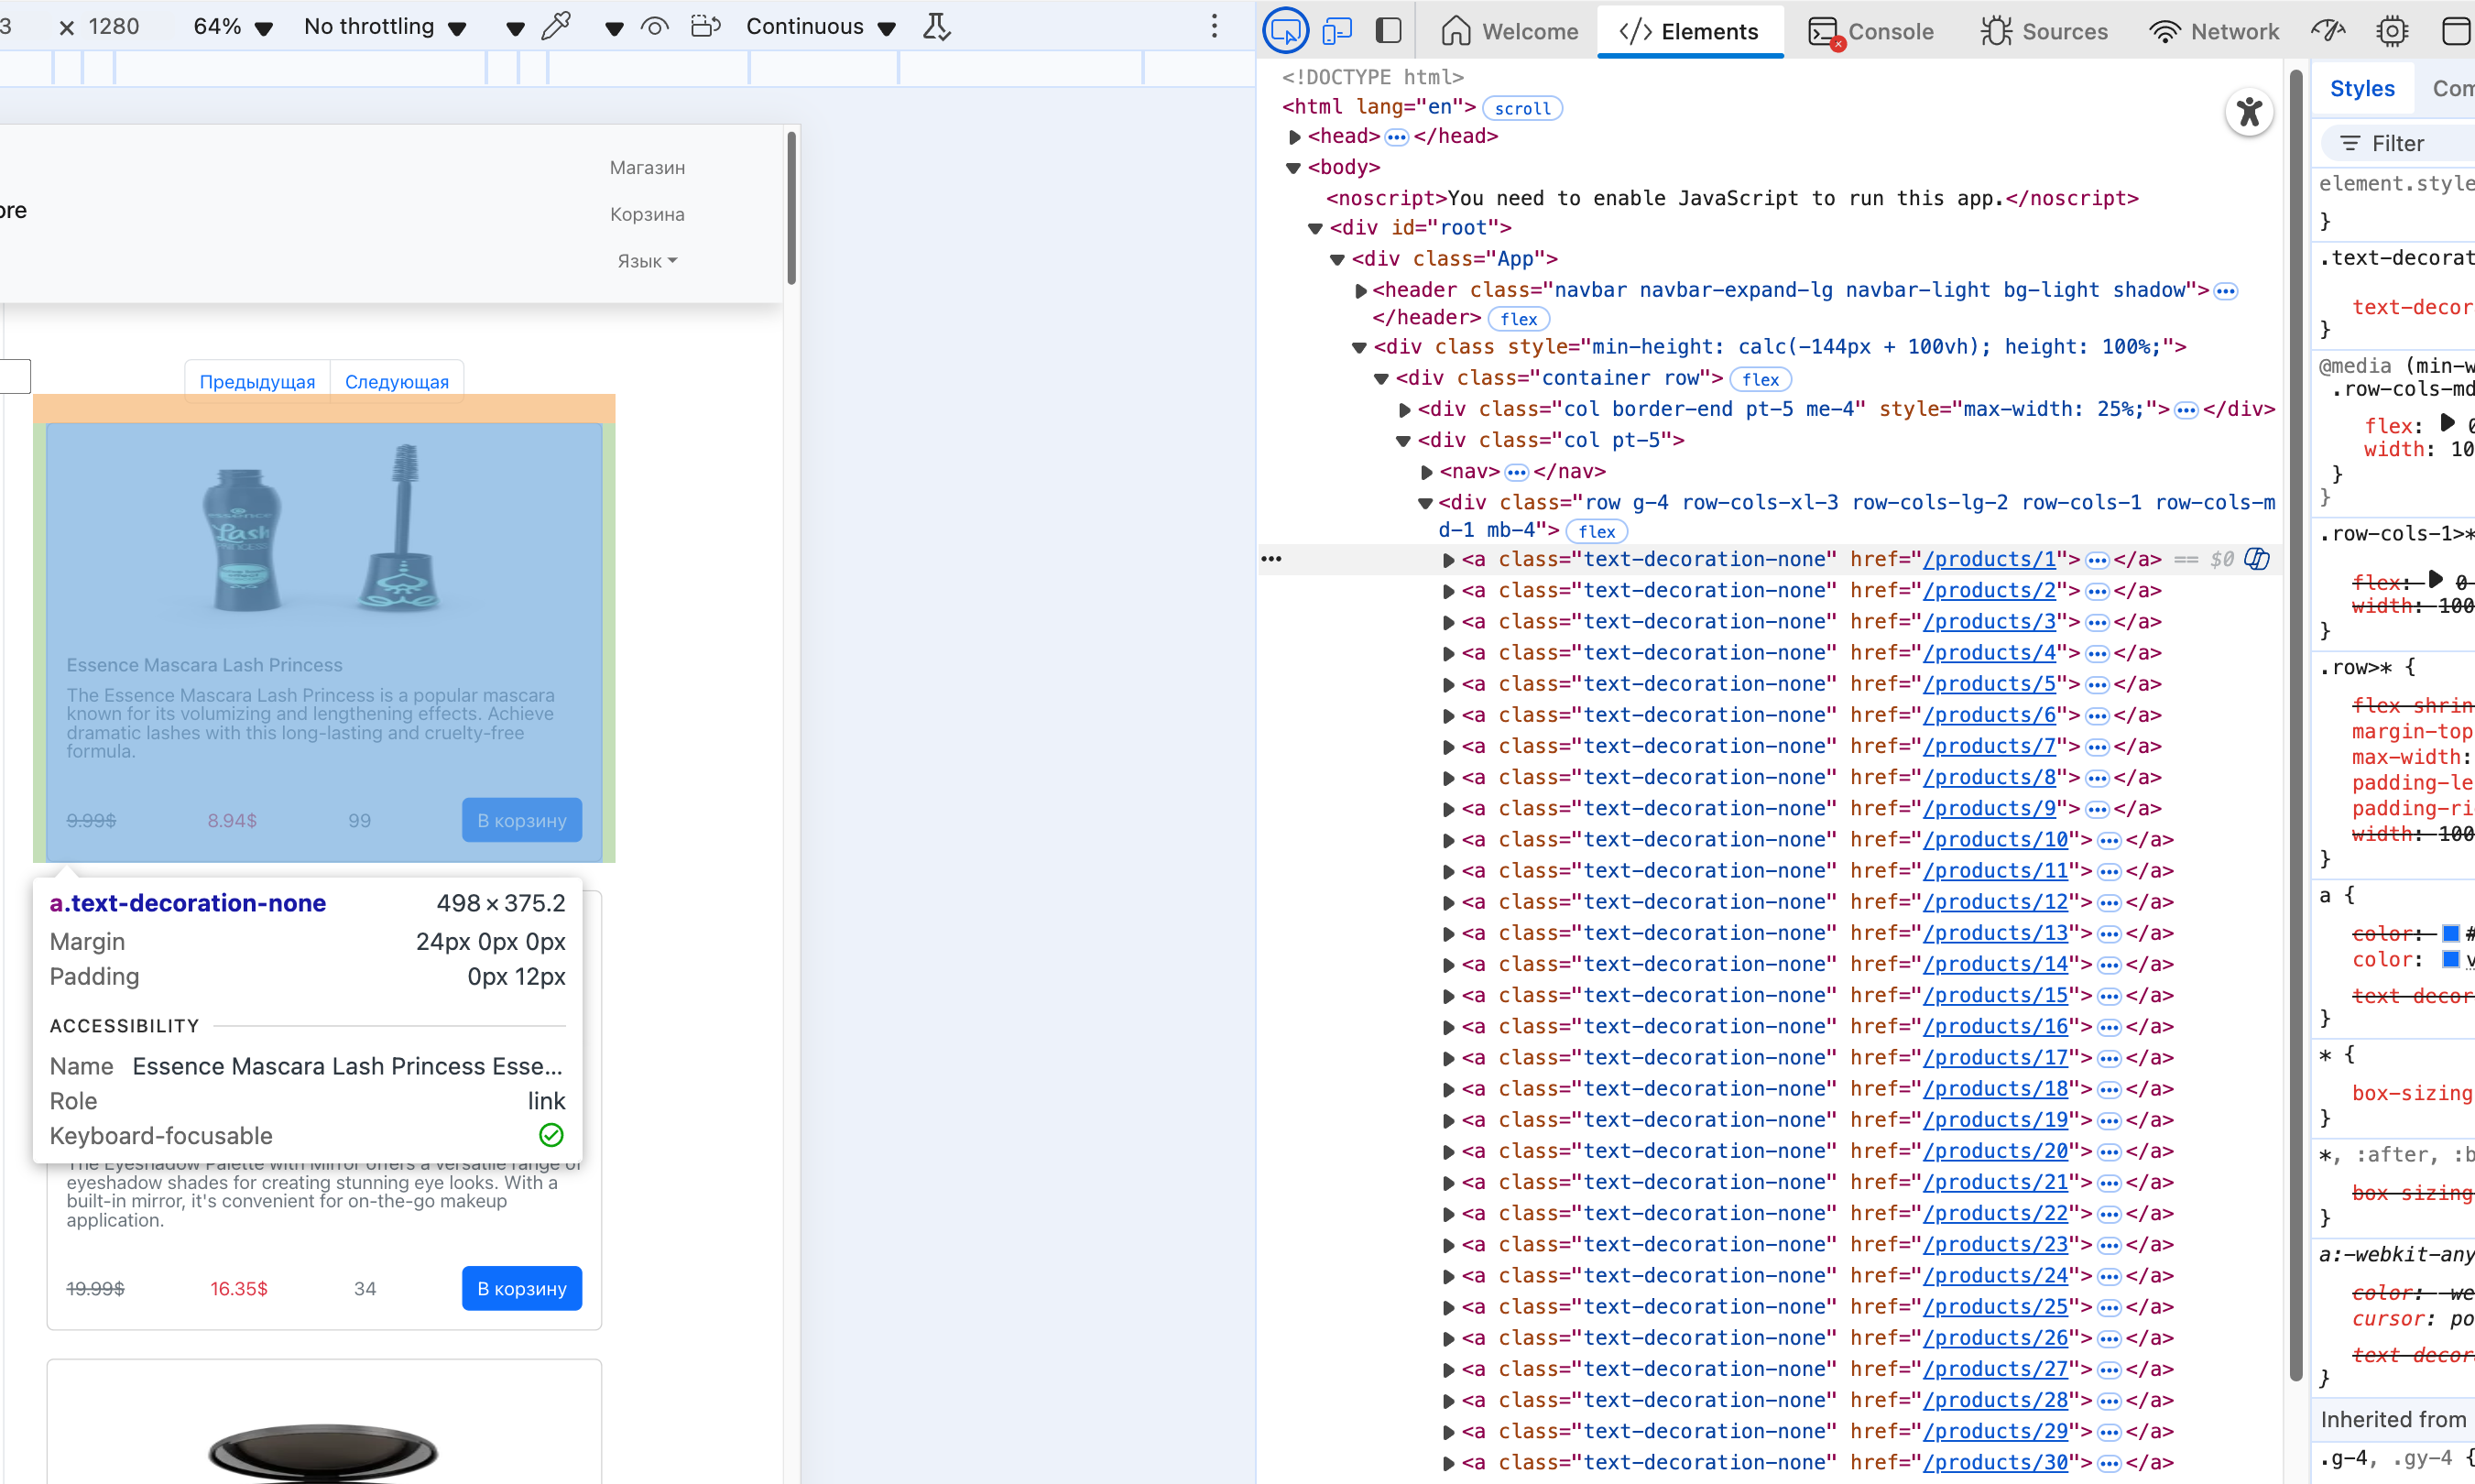 3 × 1280 64% No throttling Continuous
Welcome Elements Console Sources Network
ore
Магазин
Корзина
Язык
Предыдущая Следующая
essence
Lash
PRINCESS
Essence Mascara Lash Princess
The Essence Mascara Lash Princess is a popular mascara
known for its volumizing and lengthening effects. Achieve
dramatic lashes with this long-lasting and cruelty-free
formula.
9.99$ 8.94$ 99 В корзину
a.text-decoration-none 498 × 375.2
Margin 24px 0px 0px
Padding 0px 12px
ACCESSIBILITY
Name Essence Mascara Lash Princess Esse...
Role link
Keyboard-focusable
The Eyeshadow Palette with Mirror offers a versatile range of
eyeshadow shades for creating stunning eye looks. With a
built-in mirror, it's convenient for on-the-go makeup
application.
19.99$ 16.35$ 34 В корзину
<!DOCTYPE html>
<html lang="en"> scroll
<head> ••• </head>
<body>
<noscript>You need to enable JavaScript to run this app.</noscript>
<div id="root">
<div class="App">
<header class="navbar navbar-expand-lg navbar-light bg-light shadow"> •••
</header> flex
<div class style="min-height: calc(-144px + 100vh); height: 100%;">
<div class="container row"> flex
<div class="col border-end pt-5 me-4" style="max-width: 25%;"> ••• </div>
<div class="col pt-5">
<nav> ••• </nav>
<div class="row g-4 row-cols-xl-3 row-cols-lg-2 row-cols-1 row-cols-m
d-1 mb-4"> flex
••• <a class="text-decoration-none" href="/products/1"> ••• </a> == $0
<a class="text-decoration-none" href="/products/2"> ••• </a>
<a class="text-decoration-none" href="/products/3"> ••• </a>
<a class="text-decoration-none" href="/products/4"> ••• </a>
<a class="text-decoration-none" href="/products/5"> ••• </a>
<a class="text-decoration-none" href="/products/6"> ••• </a>
<a class="text-decoration-none" href="/products/7"> ••• </a>
<a class="text-decoration-none" href="/products/8"> ••• </a>
<a class="text-decoration-none" href="/products/9"> ••• </a>
<a class="text-decoration-none" href="/products/10"> ••• </a>
<a class="text-decoration-none" href="/products/11"> ••• </a>
<a class="text-decoration-none" href="/products/12"> ••• </a>
<a class="text-decoration-none" href="/products/13"> ••• </a>
<a class="text-decoration-none" href="/products/14"> ••• </a>
<a class="text-decoration-none" href="/products/15"> ••• </a>
<a class="text-decoration-none" href="/products/16"> ••• </a>
<a class="text-decoration-none" href="/products/17"> ••• </a>
<a class="text-decoration-none" href="/products/18"> ••• </a>
<a class="text-decoration-none" href="/products/19"> ••• </a>
<a class="text-decoration-none" href="/products/20"> ••• </a>
<a class="text-decoration-none" href="/products/21"> ••• </a>
<a class="text-decoration-none" href="/products/22"> ••• </a>
<a class="text-decoration-none" href="/products/23"> ••• </a>
<a class="text-decoration-none" href="/products/24"> ••• </a>
<a class="text-decoration-none" href="/products/25"> ••• </a>
<a class="text-decoration-none" href="/products/26"> ••• </a>
<a class="text-decoration-none" href="/products/27"> ••• </a>
<a class="text-decoration-none" href="/products/28"> ••• </a>
<a class="text-decoration-none" href="/products/29"> ••• </a>
<a class="text-decoration-none" href="/products/30"> ••• </a>
Styles Com
Filter
element.style
}
.text-decorat
text-decor
}
@media (min-w
.row-cols-md
flex: 0
width: 10
}
}
.row-cols-1>*
flex: 0
width: 100
}
.row>* {
flex-shrin
margin-top
max-width:
padding-le
padding-ri
width: 100
}
a {
color: #
color: v
text-decor
}
* {
box-sizing
}
*, :after, :b
box-sizing
}
a:-webkit-any
color: -we
cursor: po
text-decor
}
Inherited from
.g-4, .gy-4 {